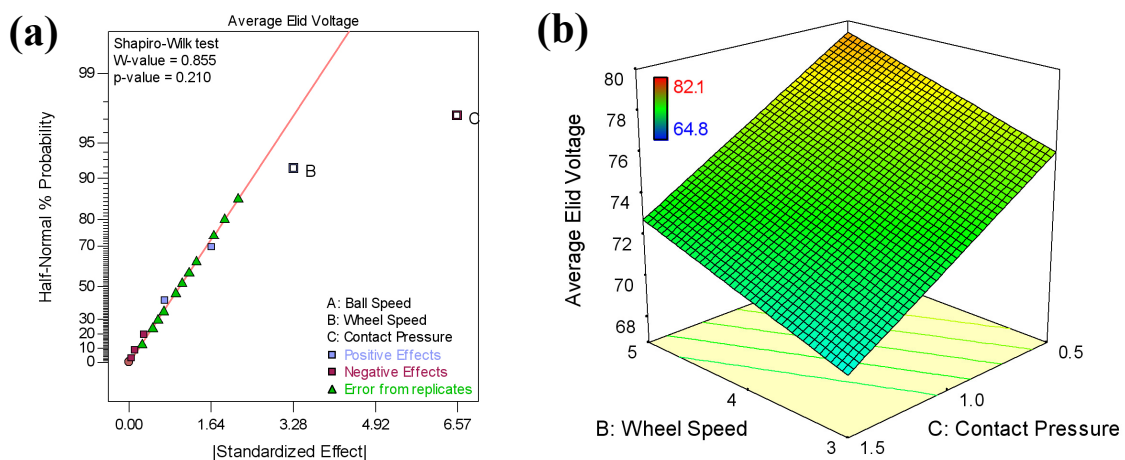 (a)
Average Elid Voltage
Shapiro-Wilk test
W-value = 0.855
p-value = 0.210
Half-Normal % Probability
99
95
90
80
70
50
30
20
10
0
B
C
A: Ball Speed
B: Wheel Speed
C: Contact Pressure
Positive Effects
Negative Effects
Error from replicates
0.00 1.64 3.28 4.92 6.57
|Standardized Effect|
(b)
82.1
64.8
Average Elid Voltage
80
78
76
74
72
70
68
5
4
3
1.5
1.0
0.5
B: Wheel Speed
C: Contact Pressure